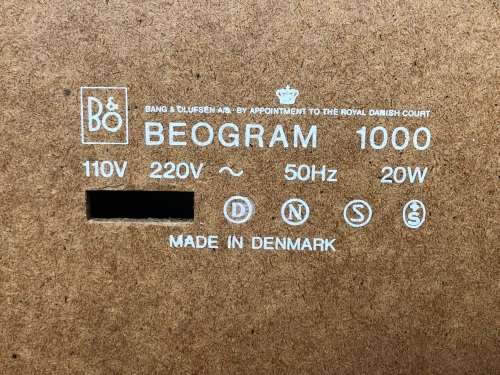 B&O
BANG & OLUFSEN A/S · BY APPOINTMENT TO THE ROYAL DANISH COURT
BEOGRAM 1000
110V 220V ~ 50Hz 20W
D N S S
MADE IN DENMARK